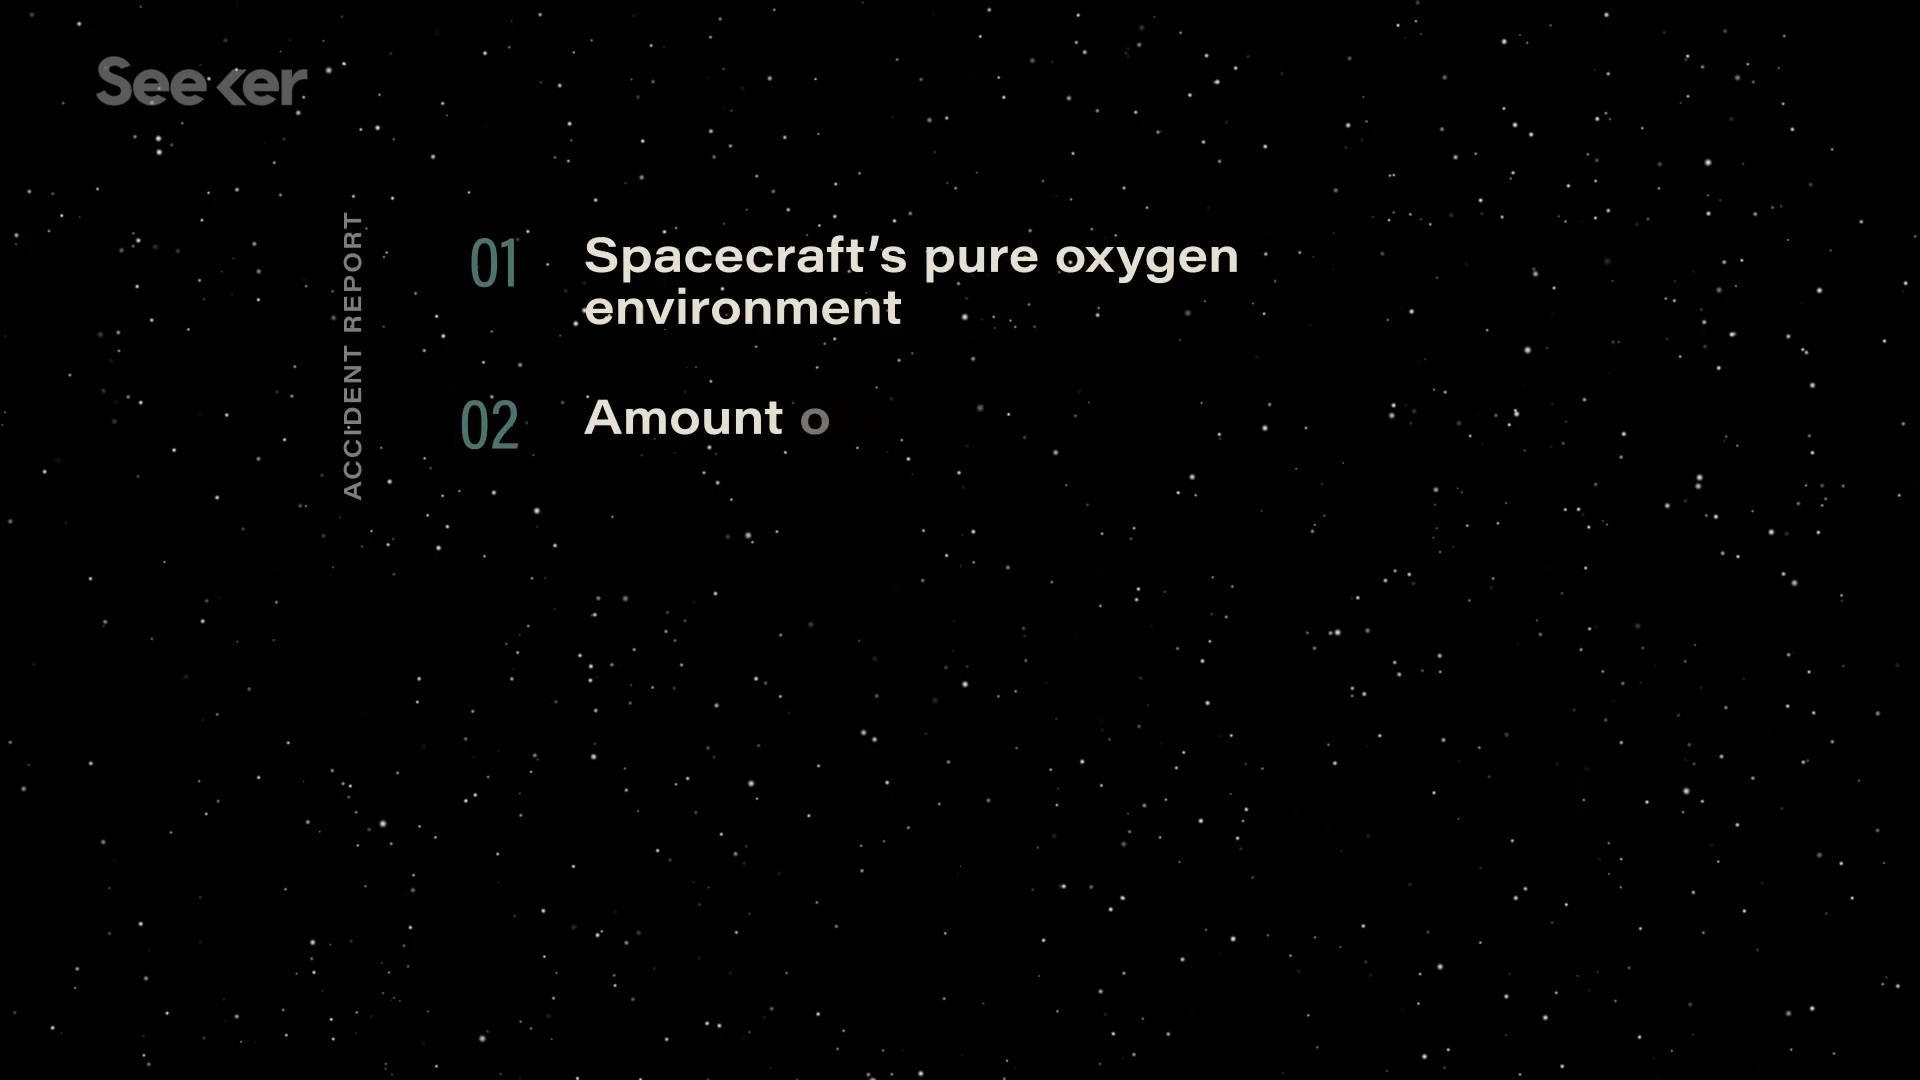 Seeker
ACCIDENT REPORT
01 Spacecraft’s pure oxygen
environment
02 Amount o